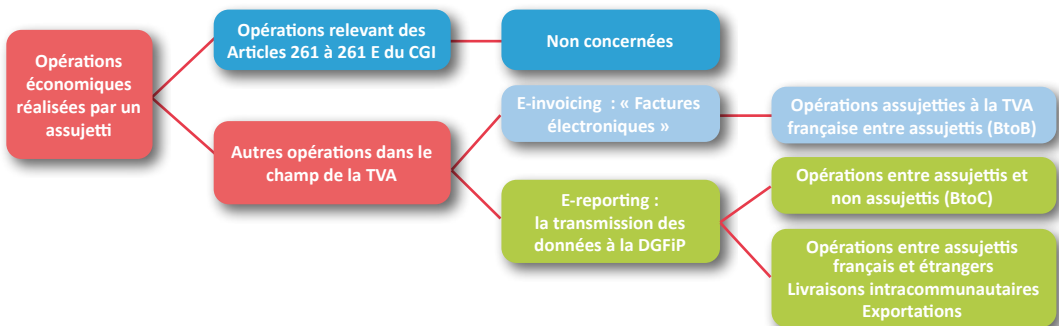 Opérations
économiques
réalisées par un
assujetti
Opérations relevant des
Articles 261 à 261 E du CGI
Non concernées
Autres opérations dans le
champ de la TVA
E-invoicing : « Factures
électroniques »
Opérations assujetties à la TVA
française entre assujettis (BtoB)
E-reporting :
la transmission des
données à la DGFiP
Opérations entre assujettis et
non assujettis (BtoC)
Opérations entre assujettis
français et étrangers
Livraisons intracommunautaires
Exportations